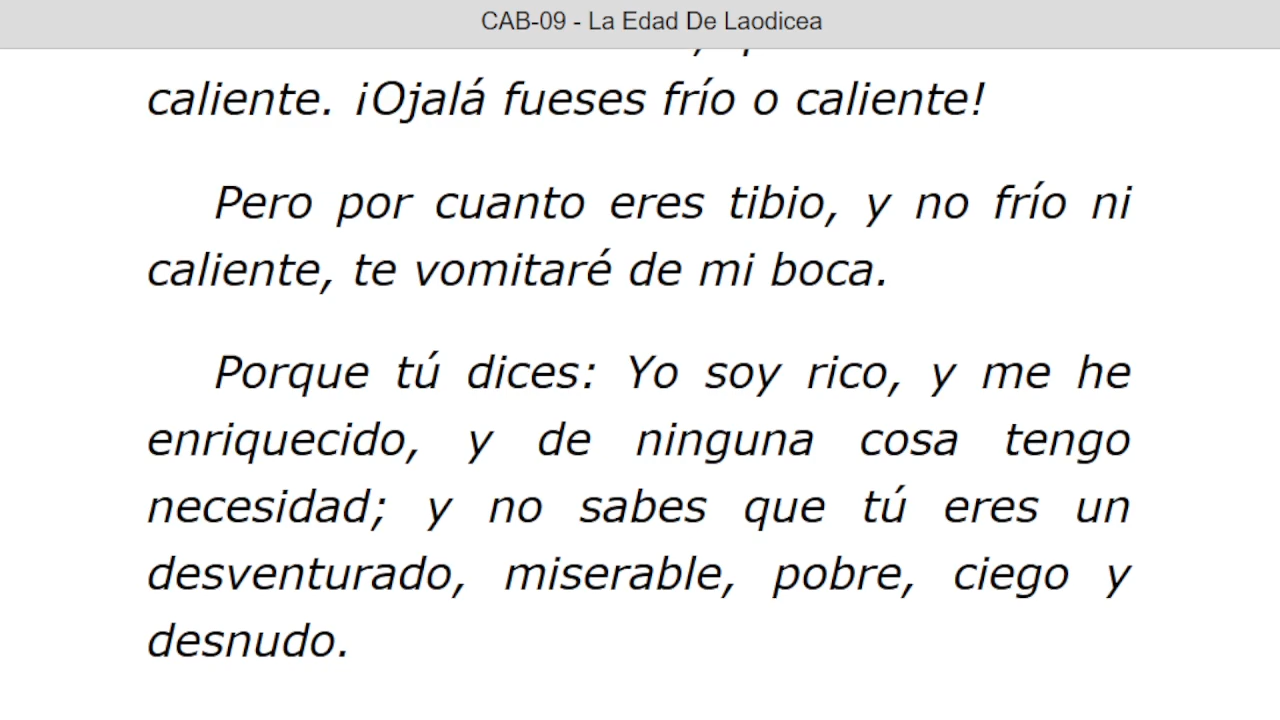 CAB-09 - La Edad De Laodicea
caliente. ¡Ojalá fueses frío o caliente!
Pero por cuanto eres tibio, y no frío ni
caliente, te vomitaré de mi boca.
Porque tú dices: Yo soy rico, y me he
enriquecido, y de ninguna cosa tengo
necesidad; y no sabes que tú eres un
desventurado, miserable, pobre, ciego y
desnudo.